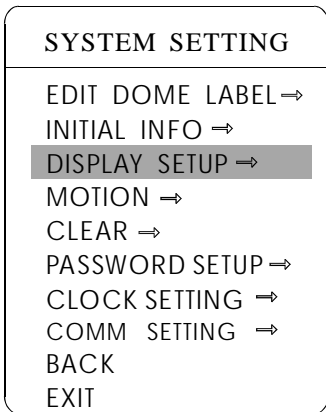 SYSTEM SETTING
EDIT DOME LABEL⇒
INITIAL INFO ⇒
DISPLAY SETUP ⇒
MOTION ⇒
CLEAR ⇒
PASSWORD SETUP ⇒
CLOCK SETTING ⇒
COMM SETTING ⇒
BACK
EXIT